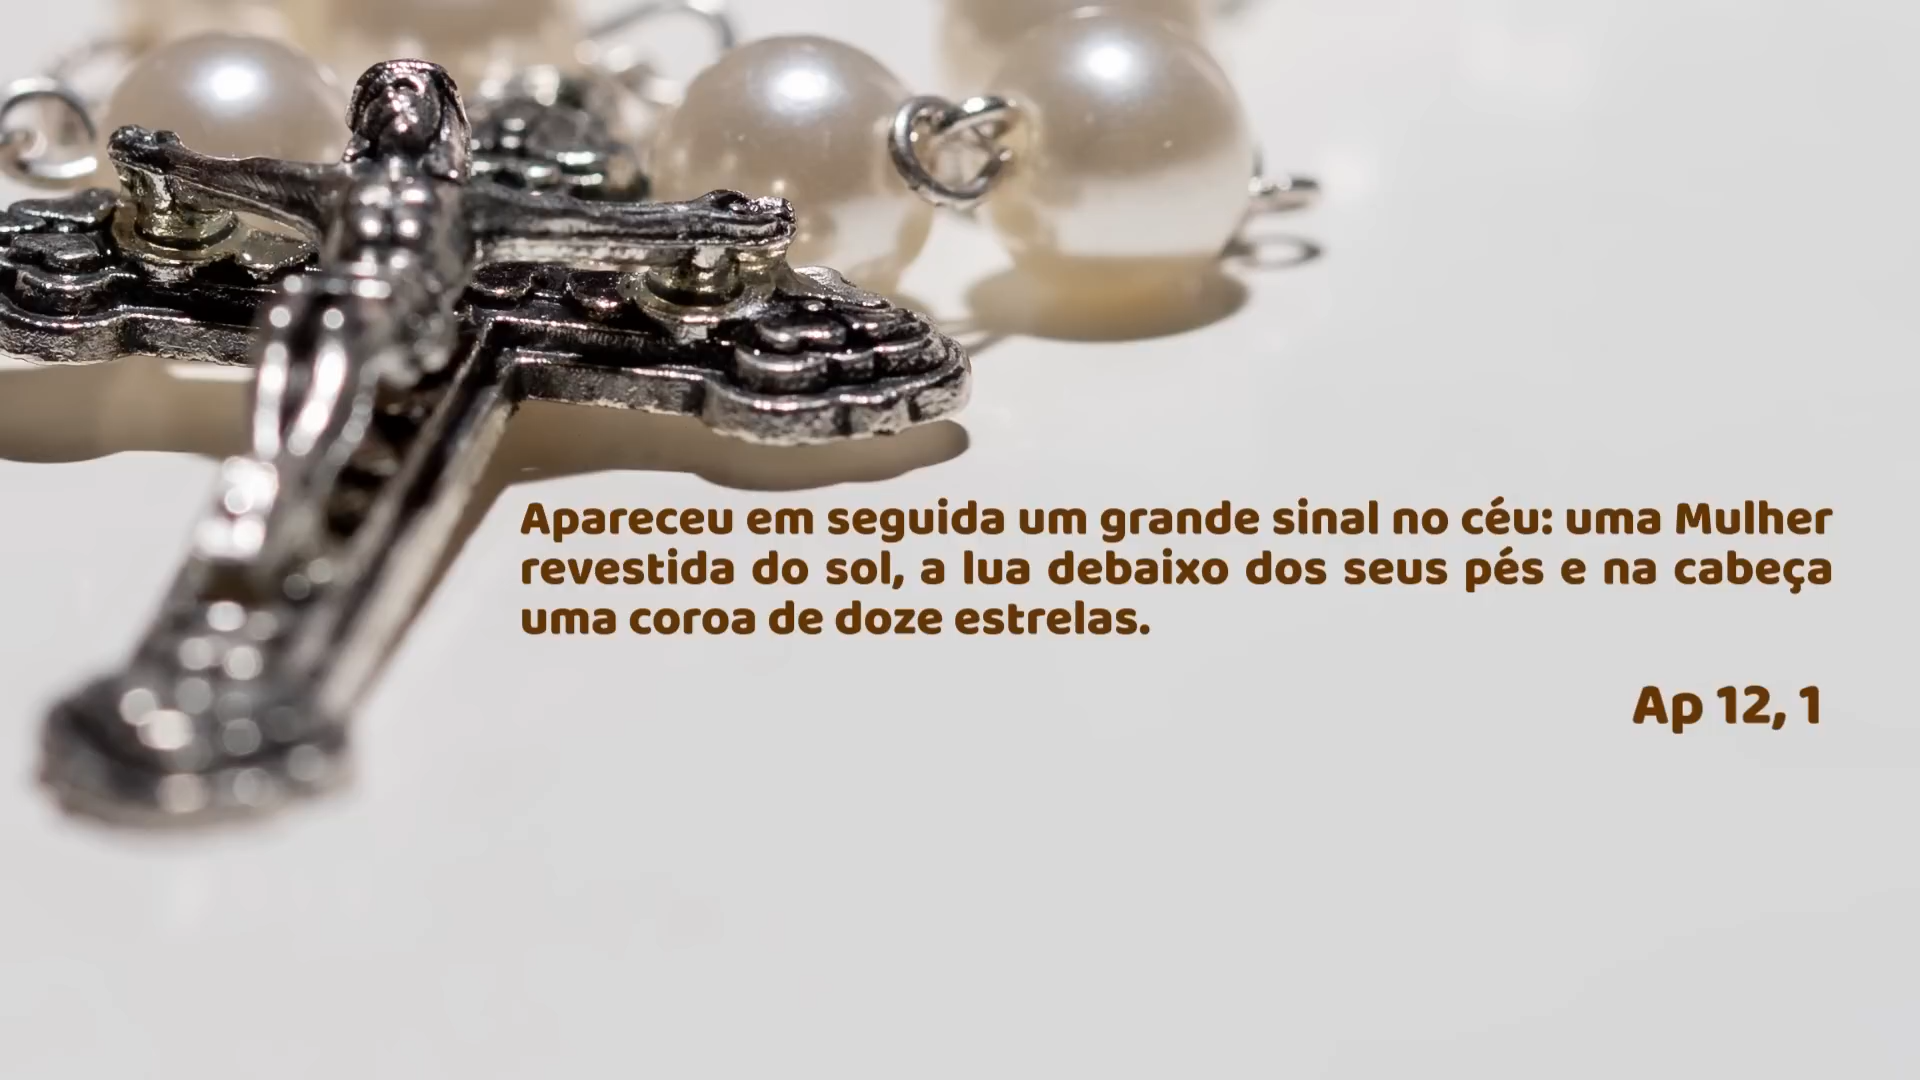 Apareceu em seguida um grande sinal no céu: uma Mulher
revestida do sol, a lua debaixo dos seus pés e na cabeça
uma coroa de doze estrelas.
Ap 12, 1